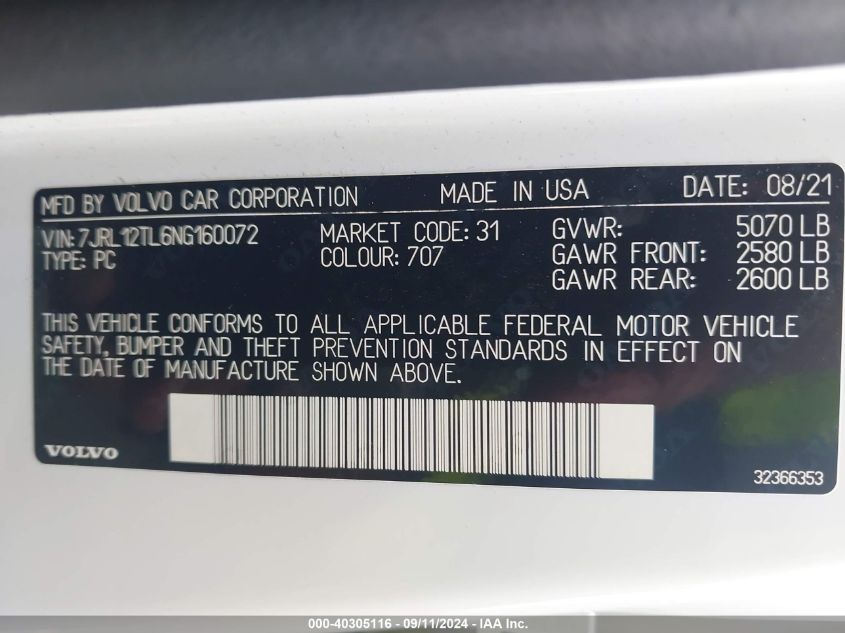 MFD BY VOLVO CAR CORPORATION MADE IN USA DATE: 08/21
VIN: 7JRL12TL6NG160072 MARKET CODE: 31 GVWR: 5070 LB
TYPE: PC COLOUR: 707 GAWR FRONT: 2580 LB
GAWR REAR: 2600 LB
THIS VEHICLE CONFORMS TO ALL APPLICABLE FEDERAL MOTOR VEHICLE
SAFETY, BUMPER AND THEFT PREVENTION STANDARDS IN EFFECT ON
THE DATE OF MANUFACTURE SHOWN ABOVE.
VOLVO
32366353
000-40305116 - 09/11/2024 - IAA Inc.